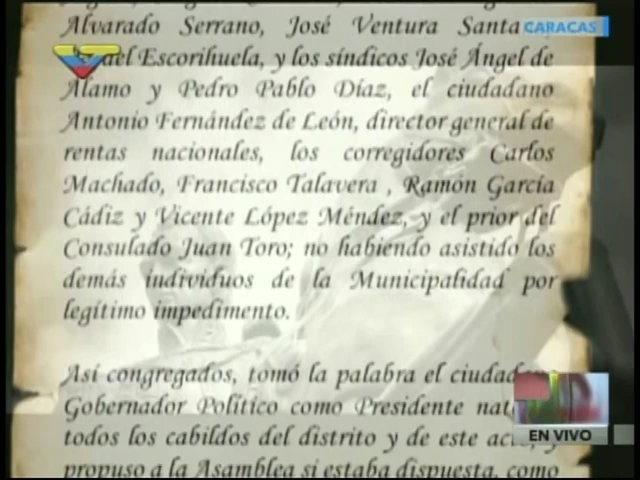 Alvarado Serrano, José Ventura Santa
CARACAS
Escorihuela, y los síndicos José Ángel de
Álamo y Pedro Pablo Díaz, el ciudadano
Antonio Fernández de León, director general de
rentas nacionales, los corregidores Carlos
Machado, Francisco Talavera , Ramón García
Cádiz y Vicente López Méndez, y el prior del
Consulado Juan Toro; no habiendo asistido los
demás individuos de la Municipalidad por
legítimo impedimento.
Así congregados, tomó la palabra el
Gobernador Político como Presidente
todos los cabildos del distrito y de este
propuso a la Asamblea si estaba dispuesta, como
EN VIVO